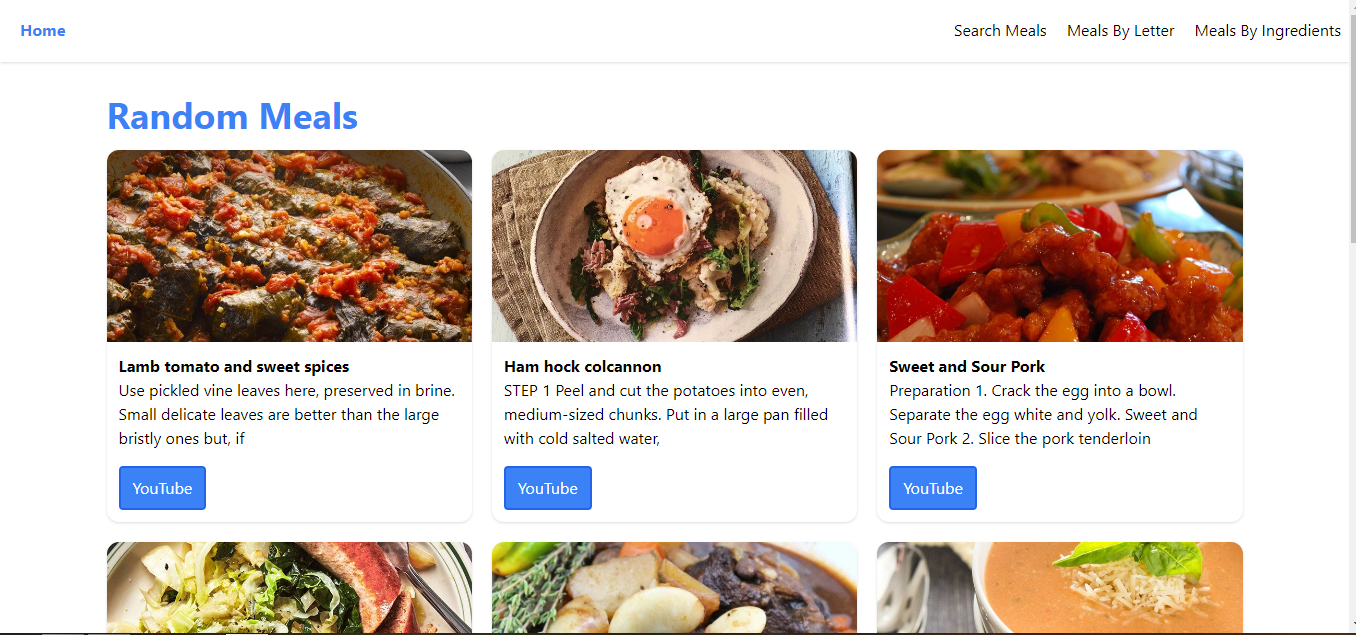 Home
Search Meals
Meals By Letter
Meals By Ingredients
Random Meals
Lamb tomato and sweet spices
Use pickled vine leaves here, preserved in brine.
Small delicate leaves are better than the large
bristly ones but, if
YouTube
Ham hock colcannon
STEP 1 Peel and cut the potatoes into even,
medium-sized chunks. Put in a large pan filled
with cold salted water,
YouTube
Sweet and Sour Pork
Preparation 1. Crack the egg into a bowl.
Separate the egg white and yolk. Sweet and
Sour Pork 2. Slice the pork tenderloin
YouTube